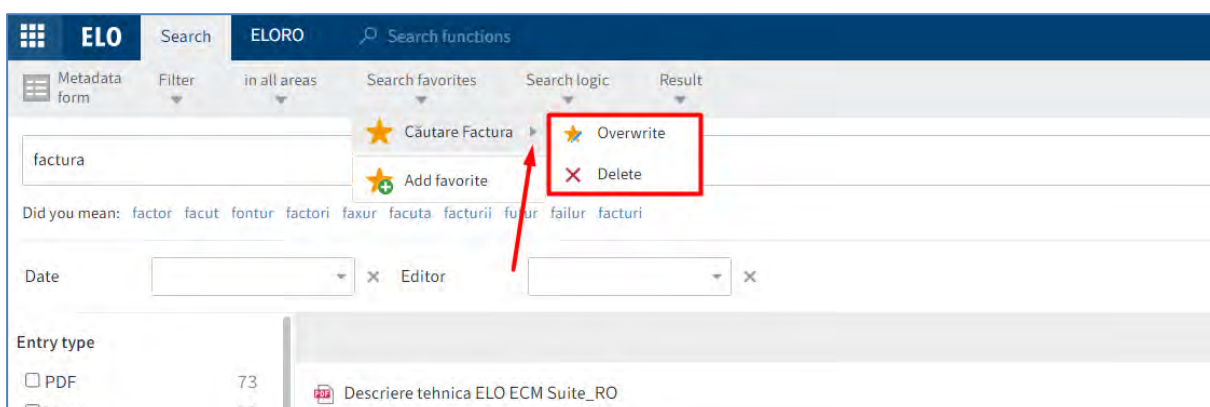 ELO Search ELORO Search functions
Metadata form Filter in all areas Search favorites Search logic Result
Căutare Factura Overwrite
factura
Add favorite Delete
Did you mean: factor facut fontur factori faxur facuta facturii futur failur facturi
Date Editor
Entry type
PDF 73
PDF Descriere tehnica ELO ECM Suite_RO